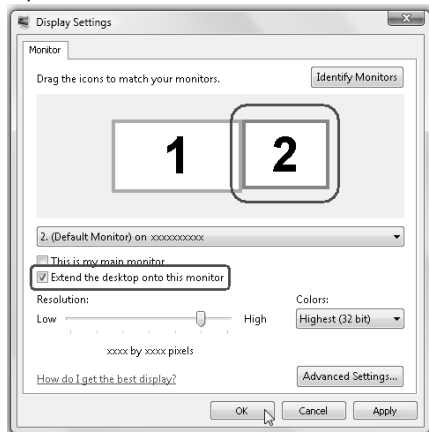 Display Settings
Monitor
Drag the icons to match your monitors.
Identify Monitors
1 2
2. (Default Monitor) on xxxxxxxxxx
This is my main monitor
Extend the desktop onto this monitor
Resolution:
Colors:
Low High
Highest (32 bit)
xxxx by xxxx pixels
How do I get the best display?
Advanced Settings...
OK Cancel Apply